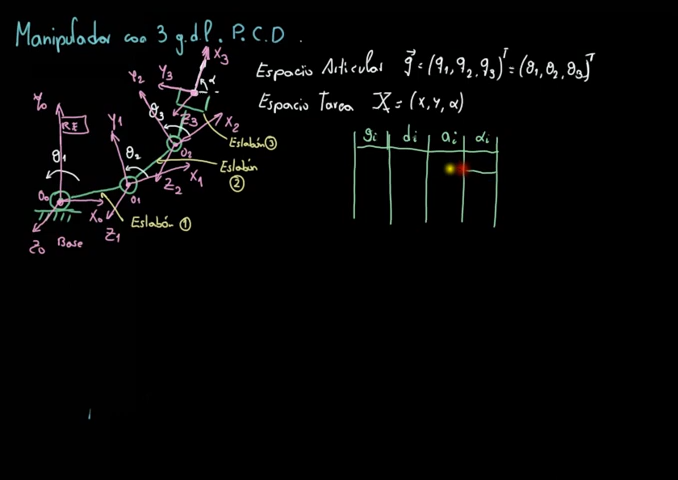 Manipulador con 3 g.d.l. P.C.D.
Espacio Articular q⃗ = (q1, q2, q3)ᵀ = (θ1, θ2, θ3)ᵀ
Espacio Tarea X = (x, y, α)
θi di ai αi
X3
Y2 Y3 α
θ3 Z3 X2
Y0 R.F. Y1
θ1 θ2 O2 Eslabón ③
Z2 X1 Eslabón ②
O0 X0 O1
Z1 Eslabón ①
Z0 Base